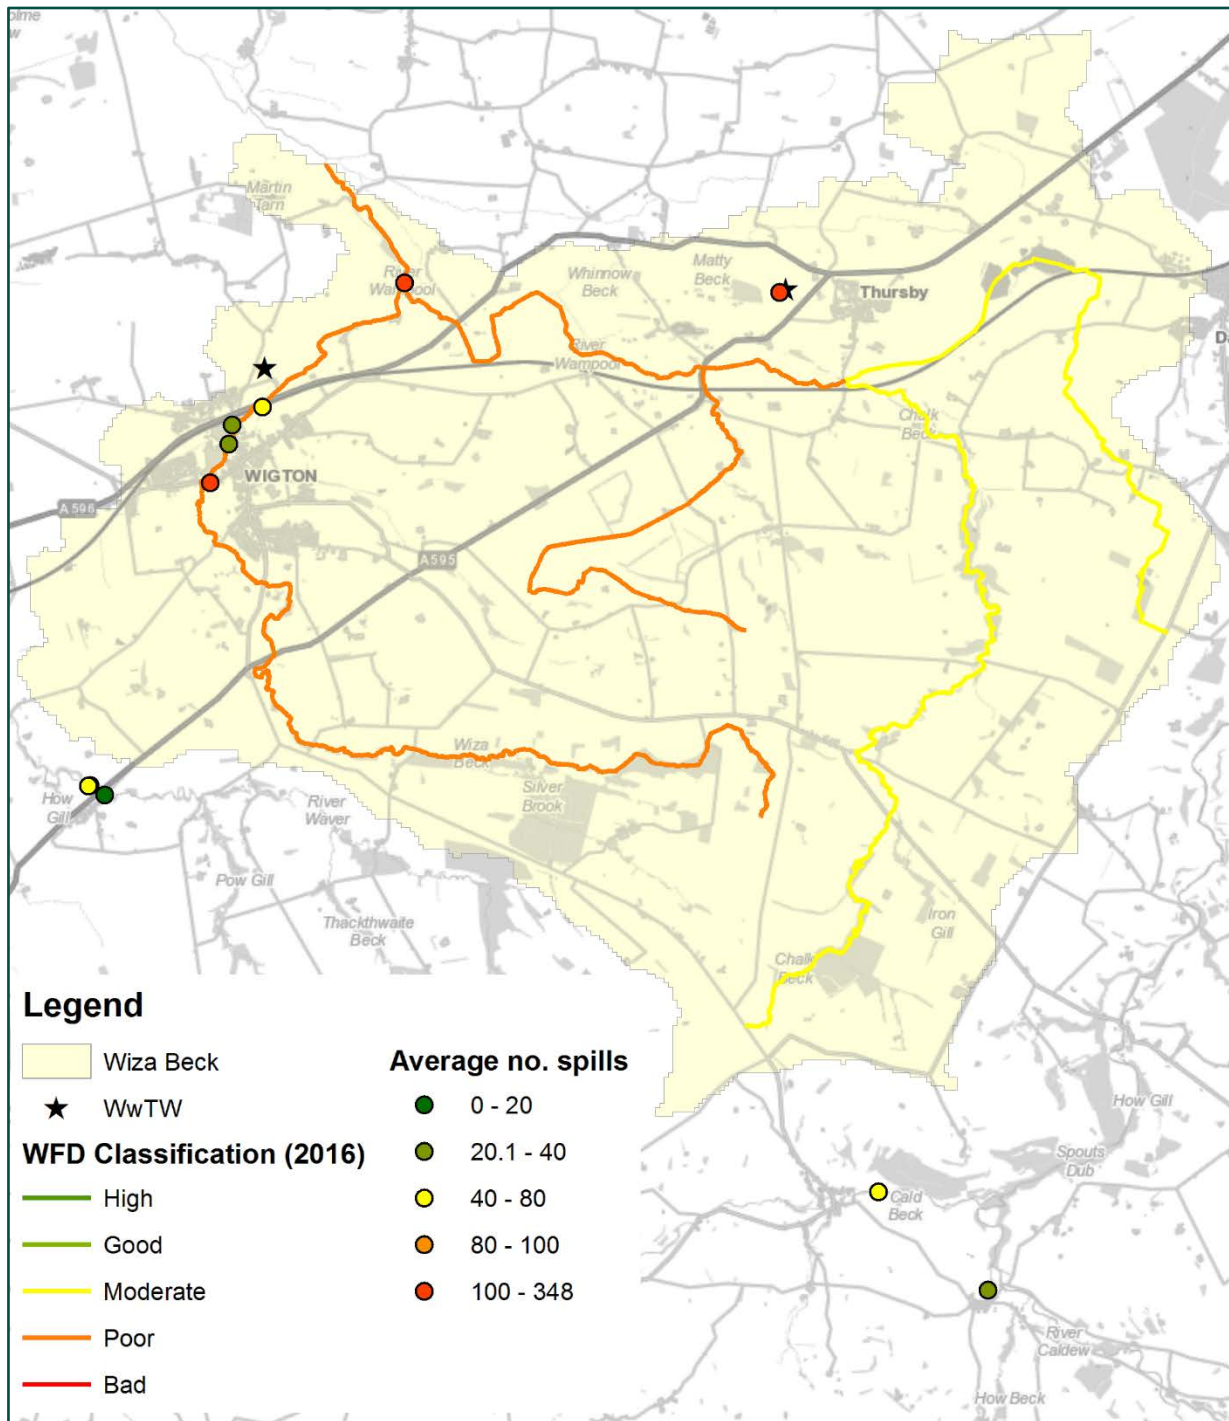 olme
Martin
Tarn
River
Wampool
Whinnow
Beck
Matty
Beck
Thursby
River
Wampool
Chalk
Beck
WIGTON
A 596
A 595
Wiza
Beck
Silver
Brook
How
Gill
River
Waver
Pow Gill
Thackthwaite
Beck
Iron
Gill
Chalk
Beck
How Gill
Spouts
Dub
Cald
Beck
River
Caldew
How Beck
Legend
Wiza Beck
WwTW
WFD Classification (2016)
High
Good
Moderate
Poor
Bad
Average no. spills
0 - 20
20.1 - 40
40 - 80
80 - 100
100 - 348